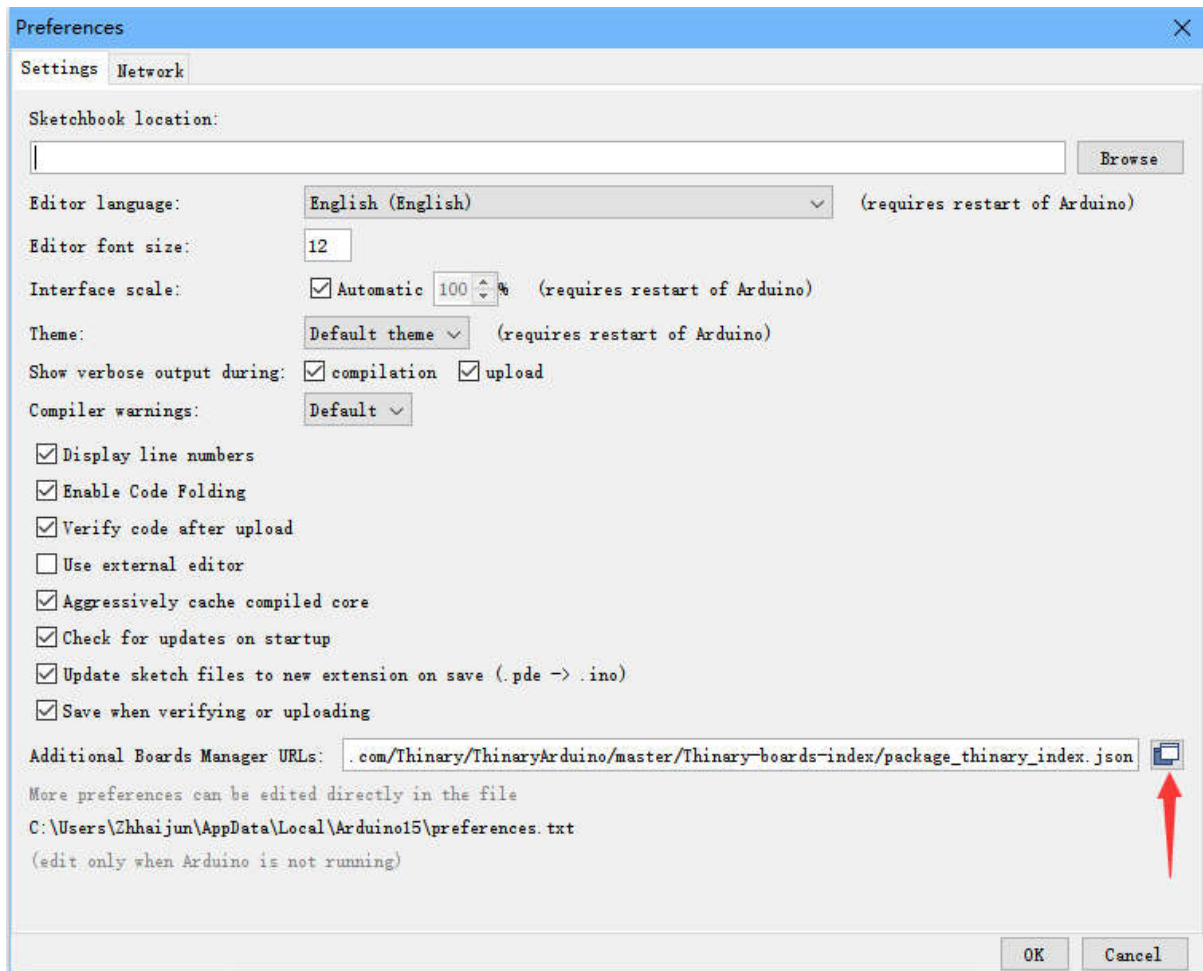 Preferences
Settings Network
Sketchbook location:
Browse
Editor language: English (English) (requires restart of Arduino)
Editor font size: 12
Interface scale: Automatic 100 % (requires restart of Arduino)
Theme: Default theme (requires restart of Arduino)
Show verbose output during: compilation upload
Compiler warnings: Default
Display line numbers
Enable Code Folding
Verify code after upload
Use external editor
Aggressively cache compiled core
Check for updates on startup
Update sketch files to new extension on save (.pde -> .ino)
Save when verifying or uploading
Additional Boards Manager URLs: .com/Thinary/ThinaryArduino/master/Thinary-boards-index/package_thinary_index.json
More preferences can be edited directly in the file
C:\Users\Zhhaijun\AppData\Local\Arduino15\preferences.txt
(edit only when Arduino is not running)
OK Cancel